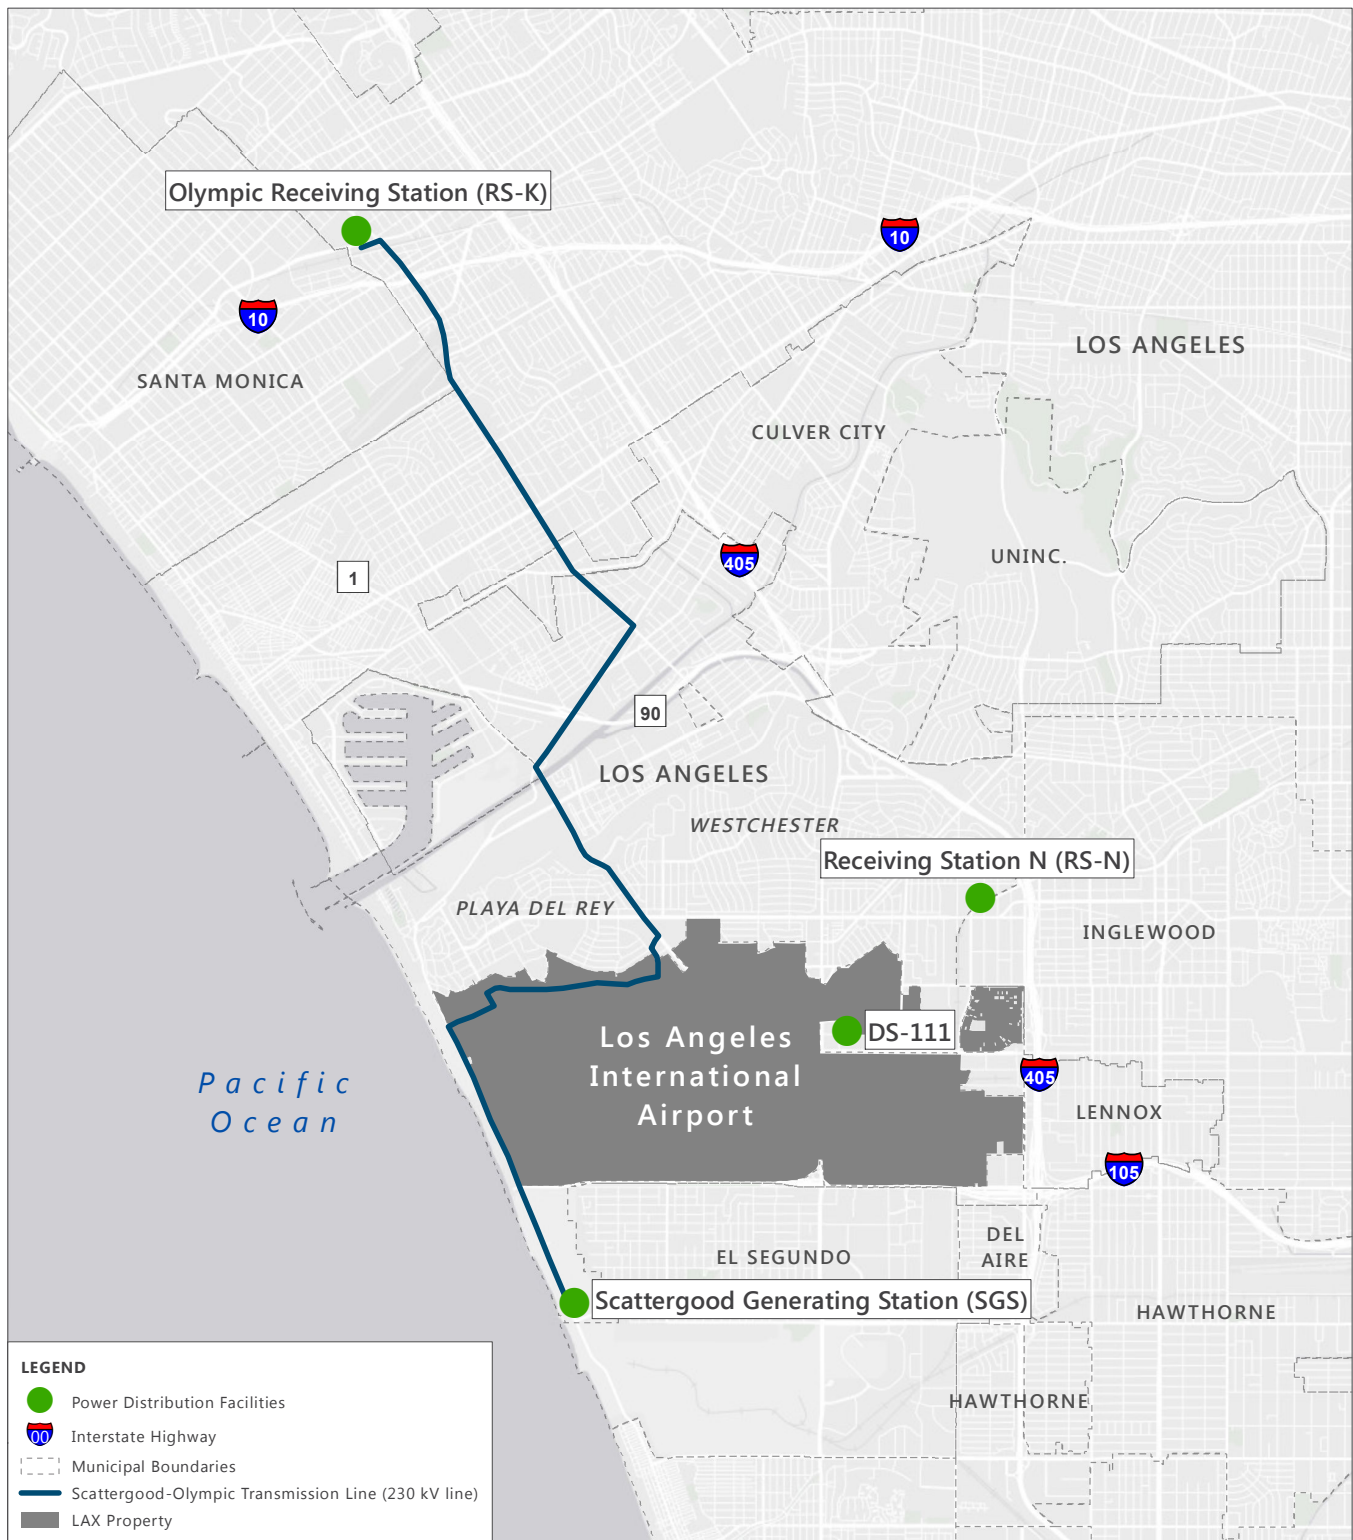 Olympic Receiving Station (RS-K)
10
10
LOS ANGELES
SANTA MONICA
CULVER CITY
405
UNINC.
1
90
LOS ANGELES
WESTCHESTER
Receiving Station N (RS-N)
PLAYA DEL REY
INGLEWOOD
DS-111
Los Angeles
International
Airport
405
Pacific
Ocean
LENNOX
105
DEL
AIRE
EL SEGUNDO
Scattergood Generating Station (SGS)
HAWTHORNE
HAWTHORNE
LEGEND
Power Distribution Facilities
00
Interstate Highway
Municipal Boundaries
Scattergood-Olympic Transmission Line (230 kV line)
LAX Property